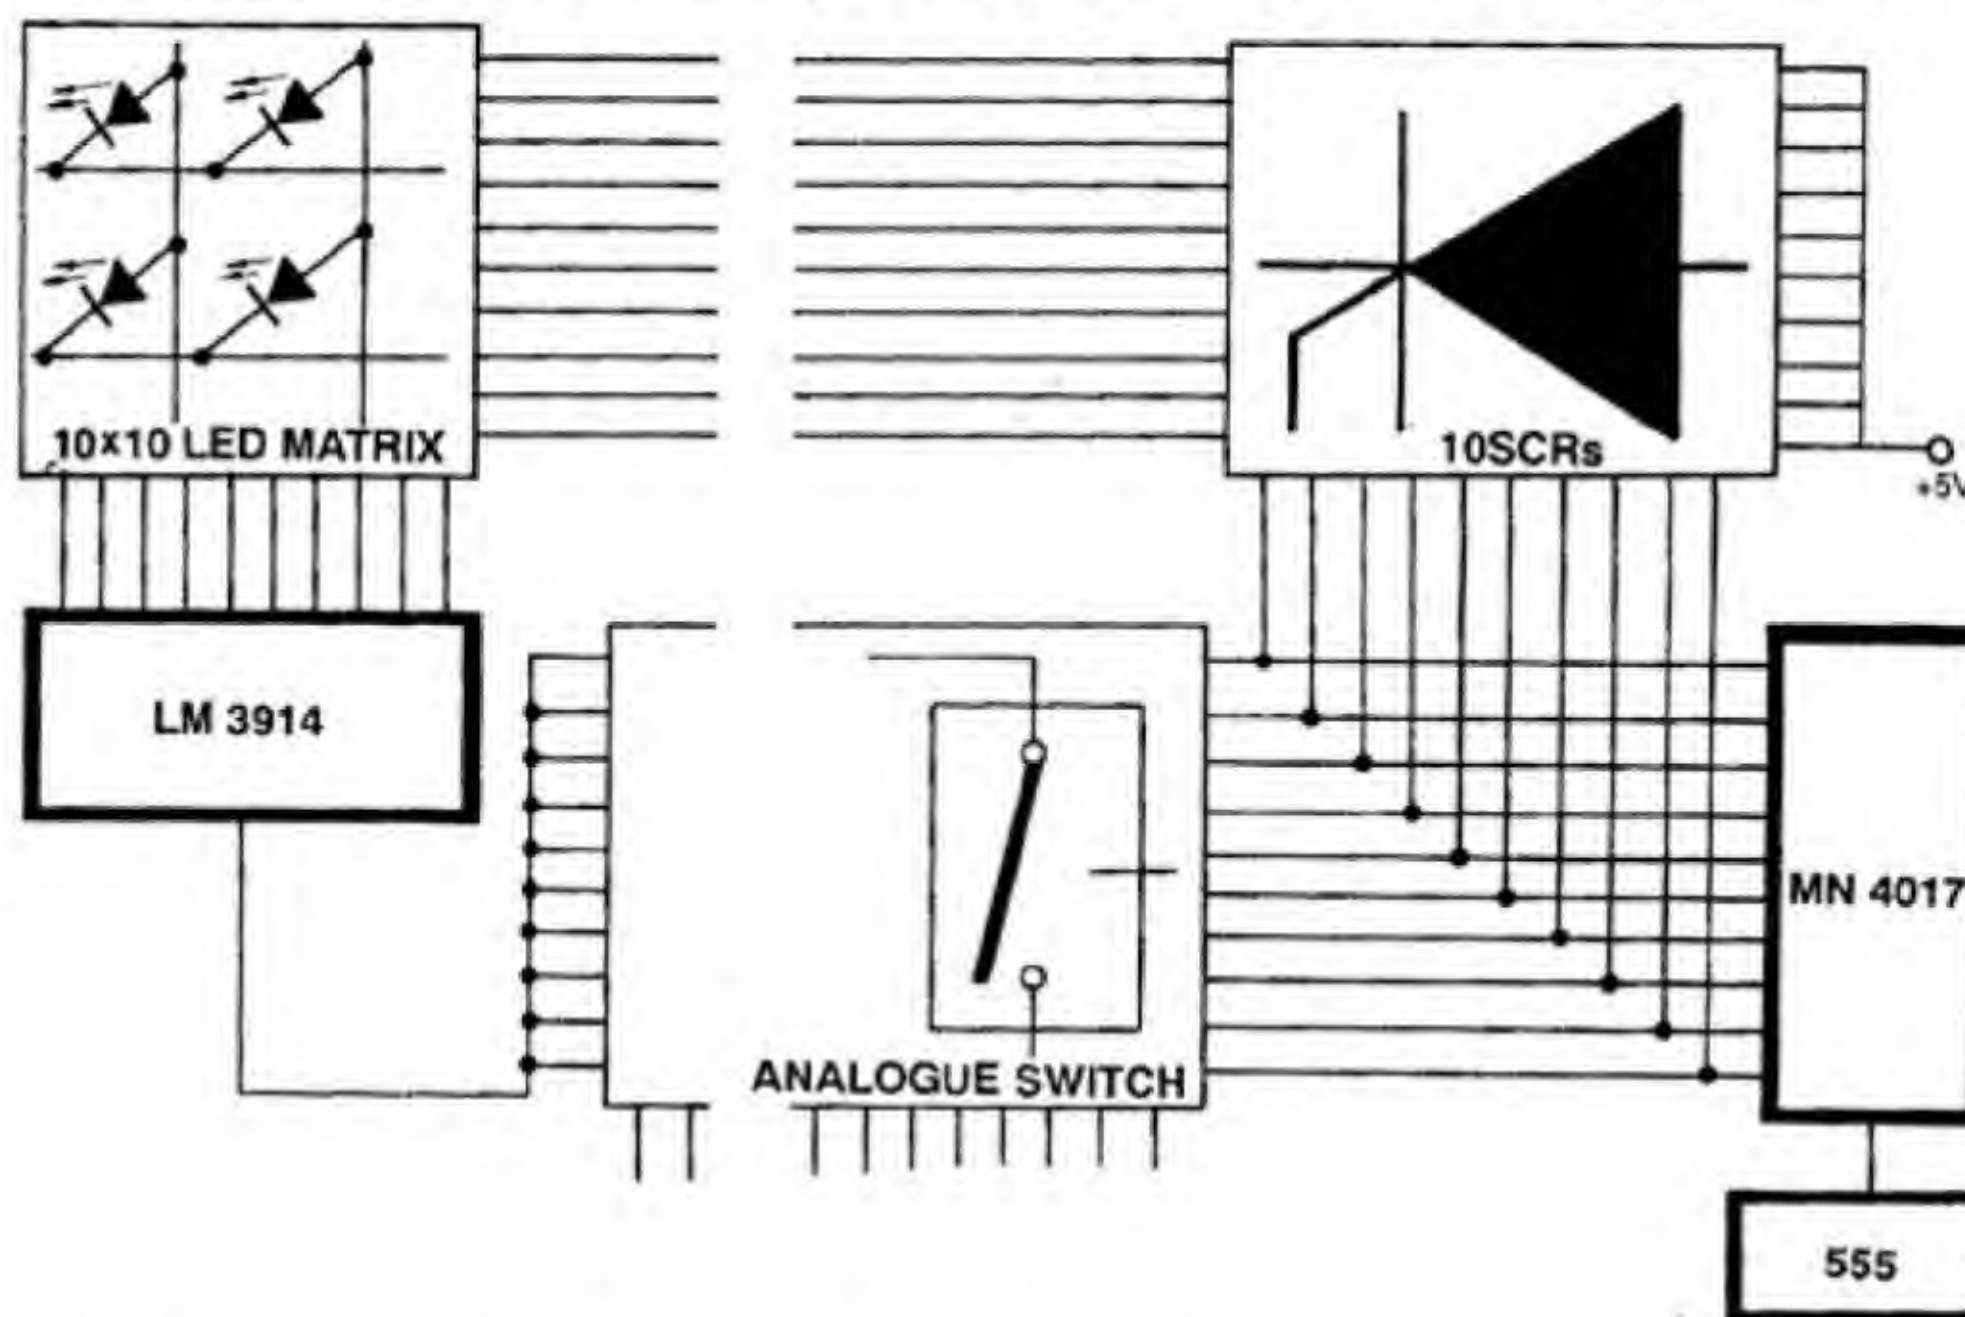 10×10 LED MATRIX
10SCRs
+5V
LM 3914
MN 4017
ANALOGUE SWITCH
555